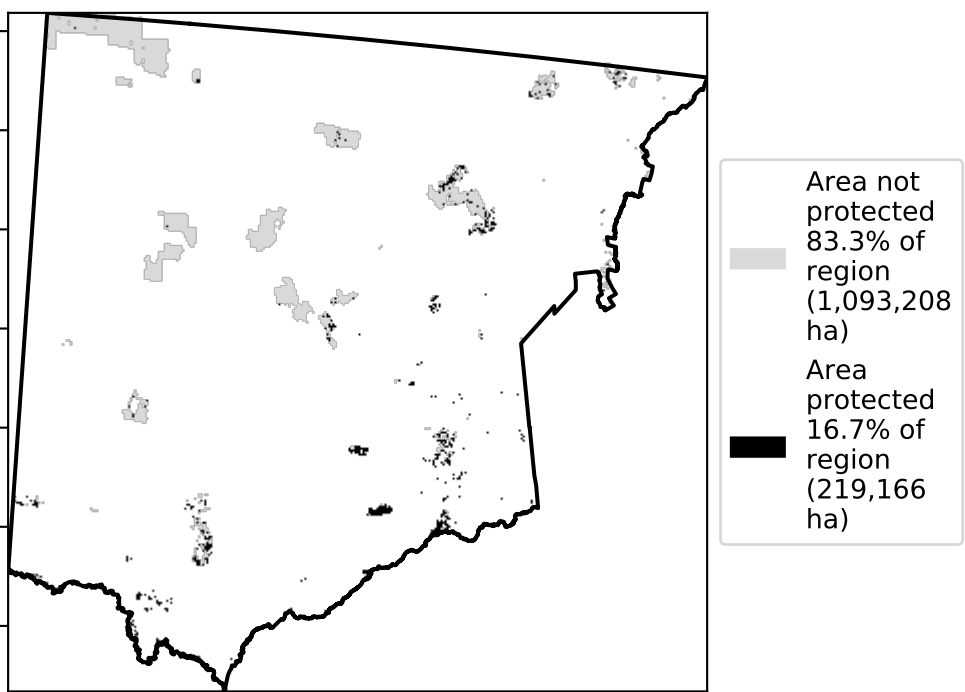 Area not
protected
83.3% of
region
(1,093,208
ha)
Area
protected
16.7% of
region
(219,166
ha)